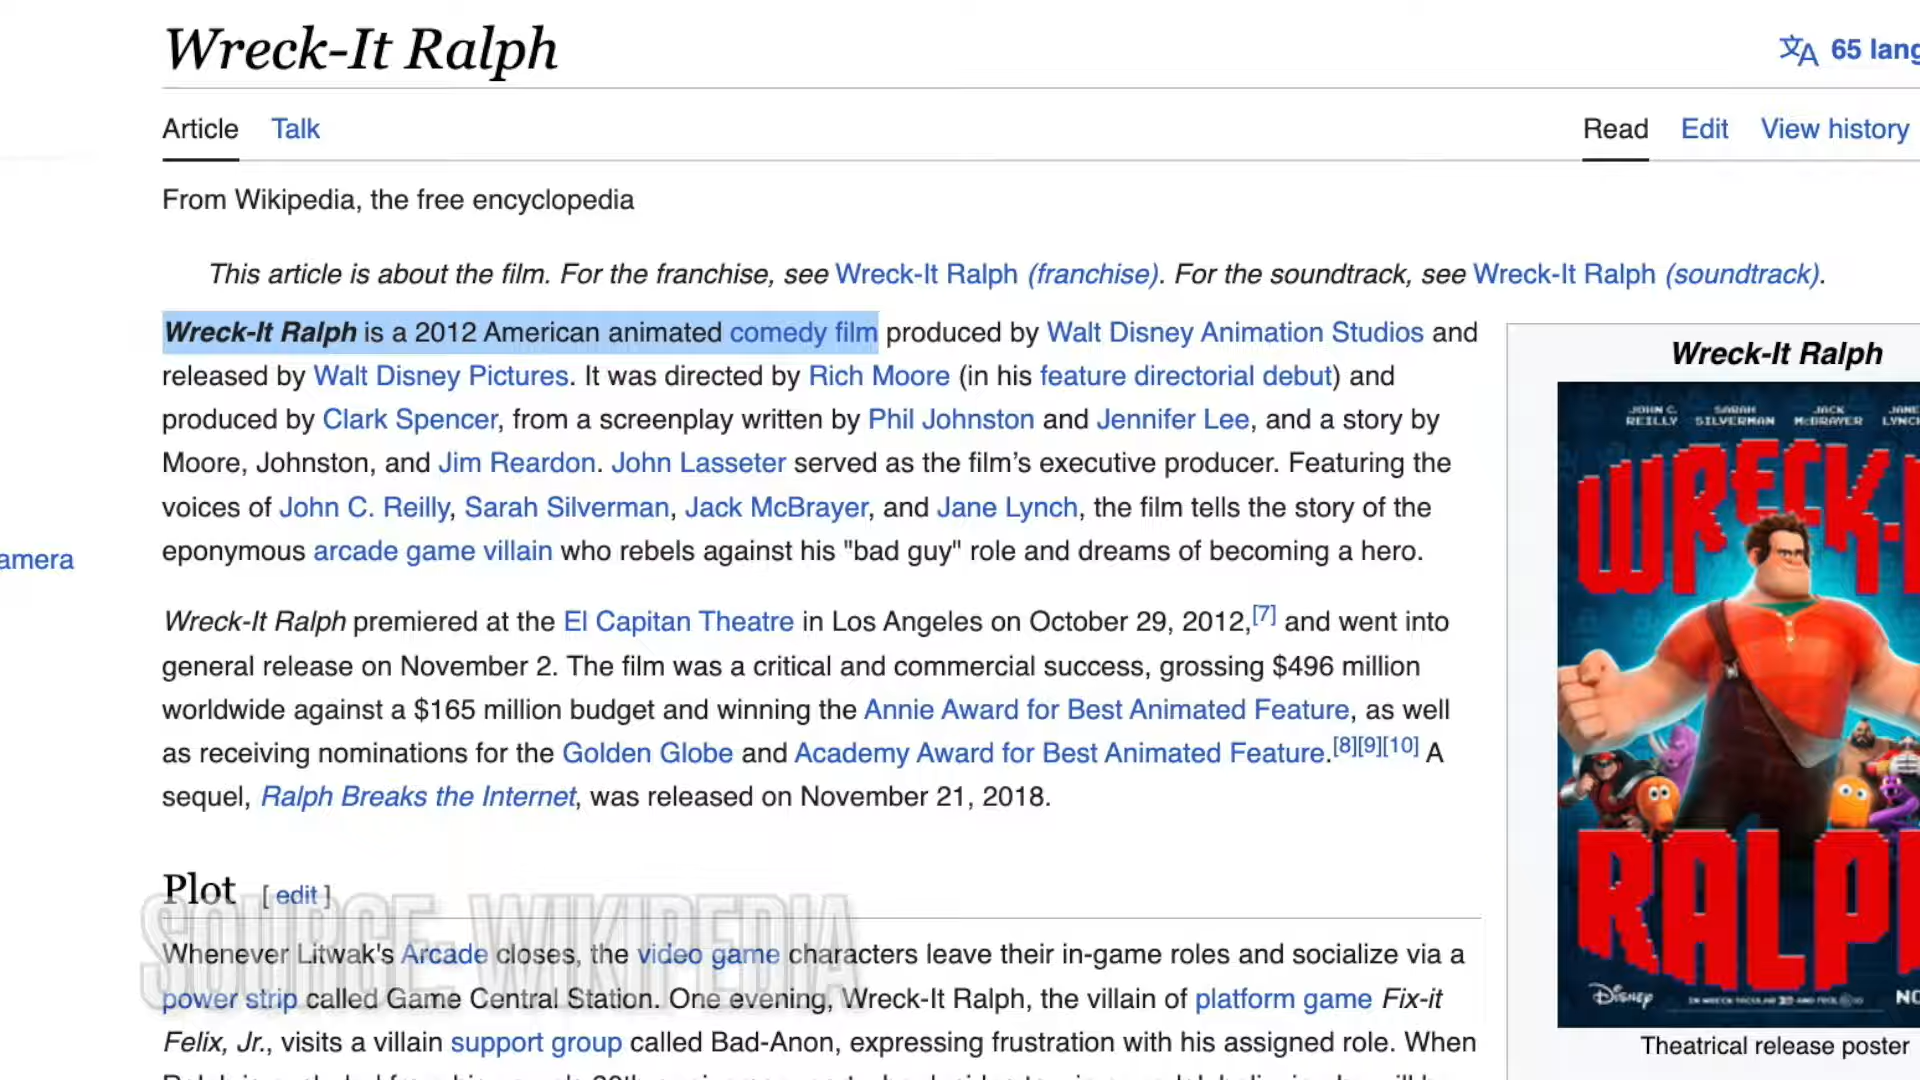 Wreck-It Ralph
65 lang
Article Talk
Read Edit View history
From Wikipedia, the free encyclopedia
This article is about the film. For the franchise, see Wreck-It Ralph (franchise). For the soundtrack, see Wreck-It Ralph (soundtrack).
Wreck-It Ralph is a 2012 American animated comedy film produced by Walt Disney Animation Studios and
released by Walt Disney Pictures. It was directed by Rich Moore (in his feature directorial debut) and
produced by Clark Spencer, from a screenplay written by Phil Johnston and Jennifer Lee, and a story by
Moore, Johnston, and Jim Reardon. John Lasseter served as the film's executive producer. Featuring the
voices of John C. Reilly, Sarah Silverman, Jack McBrayer, and Jane Lynch, the film tells the story of the
eponymous arcade game villain who rebels against his "bad guy" role and dreams of becoming a hero.
amera
Wreck-It Ralph premiered at the El Capitan Theatre in Los Angeles on October 29, 2012,[7] and went into
general release on November 2. The film was a critical and commercial success, grossing $496 million
worldwide against a $165 million budget and winning the Annie Award for Best Animated Feature, as well
as receiving nominations for the Golden Globe and Academy Award for Best Animated Feature.[8][9][10] A
sequel, Ralph Breaks the Internet, was released on November 21, 2018.
Plot [ edit ]
SOURCE: WIKIPEDIA
Whenever Litwak's Arcade closes, the video game characters leave their in-game roles and socialize via a
power strip called Game Central Station. One evening, Wreck-It Ralph, the villain of platform game Fix-it
Felix, Jr., visits a villain support group called Bad-Anon, expressing frustration with his assigned role. When
Wreck-It Ralph
JOHN C. REILLY SARAH SILVERMAN JACK McBRAYER JANE LYNCH
WRECK-I
RALP
Disney
NO
Theatrical release poster